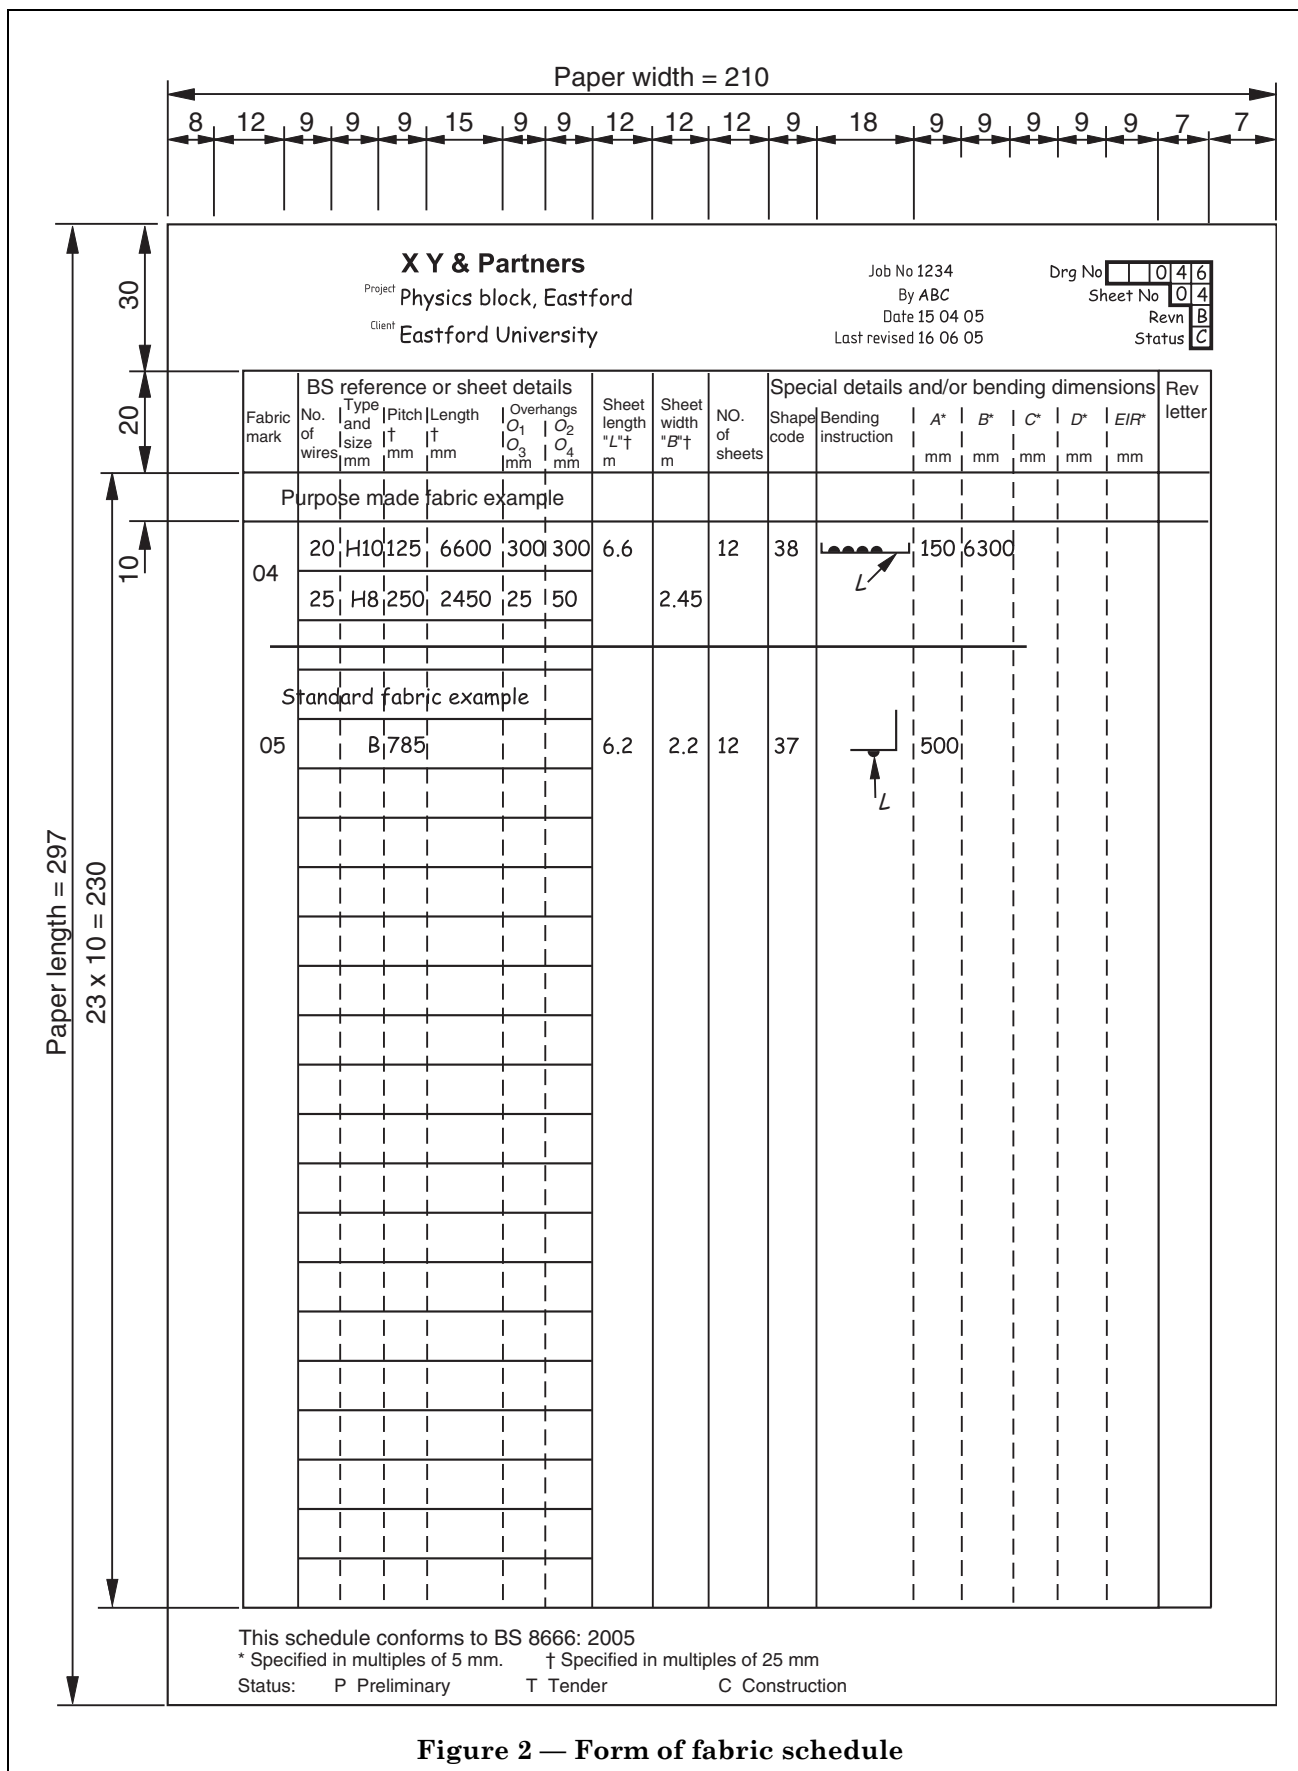 Paper width = 210
8 12 9 9 9 15 9 9 12 12 12 9 18 9 9 9 9 9 7 7
30
20
10
Paper length = 297
23 x 10 = 230
X Y & Partners
Project Physics block, Eastford
Client Eastford University
Job No 1234
By ABC
Date 15 04 05
Last revised 16 06 05
Drg No 0 4 6
Sheet No 0 4
Revn B
Status C
BS reference or sheet details
Special details and/or bending dimensions
Fabric mark
No. of wires
Type and size mm
Pitch † mm
Length † mm
Overhangs
O1 O3 mm
O2 O4 mm
Sheet length "L"† m
Sheet width "B"† m
NO. of sheets
Shape code
Bending instruction
A* mm
B* mm
C* mm
D* mm
EIR* mm
Rev letter
Purpose made fabric example
04
20 H10 125 6600 300 300 6.6 12 38 L 150 6300
25 H8 250 2450 25 50 2.45
Standard fabric example
05 B 785 6.2 2.2 12 37 L 500
This schedule conforms to BS 8666: 2005
* Specified in multiples of 5 mm. † Specified in multiples of 25 mm
Status: P Preliminary T Tender C Construction
Figure 2 — Form of fabric schedule